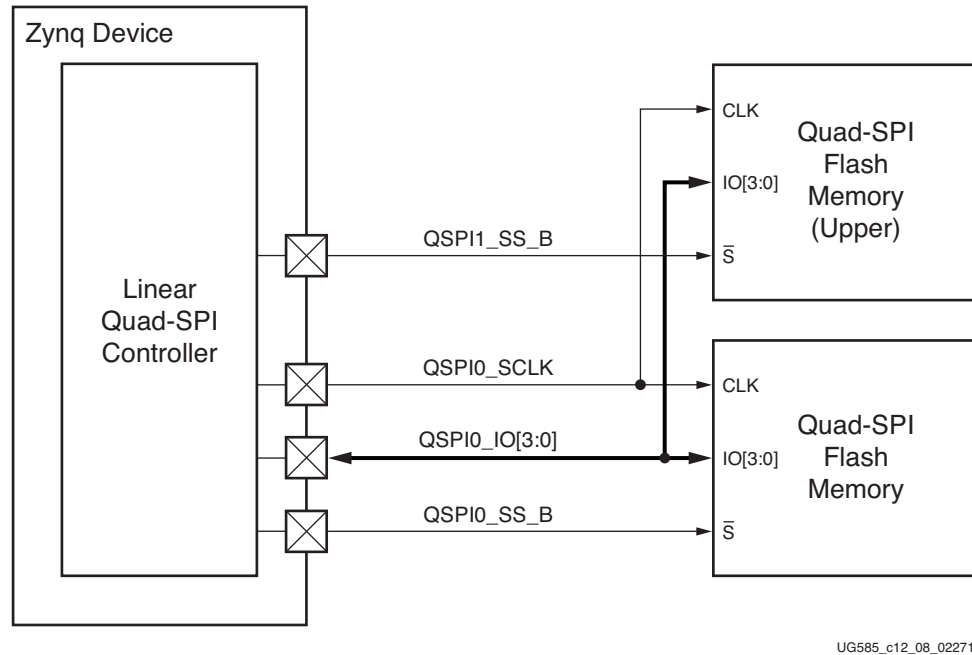 Zynq Device
Linear
Quad-SPI
Controller
QSPI1_SS_B
QSPI0_SCLK
QSPI0_IO[3:0]
QSPI0_SS_B
CLK
IO[3:0]
S̅
Quad-SPI
Flash
Memory
(Upper)
CLK
IO[3:0]
S̅
Quad-SPI
Flash
Memory
UG585_c12_08_02271